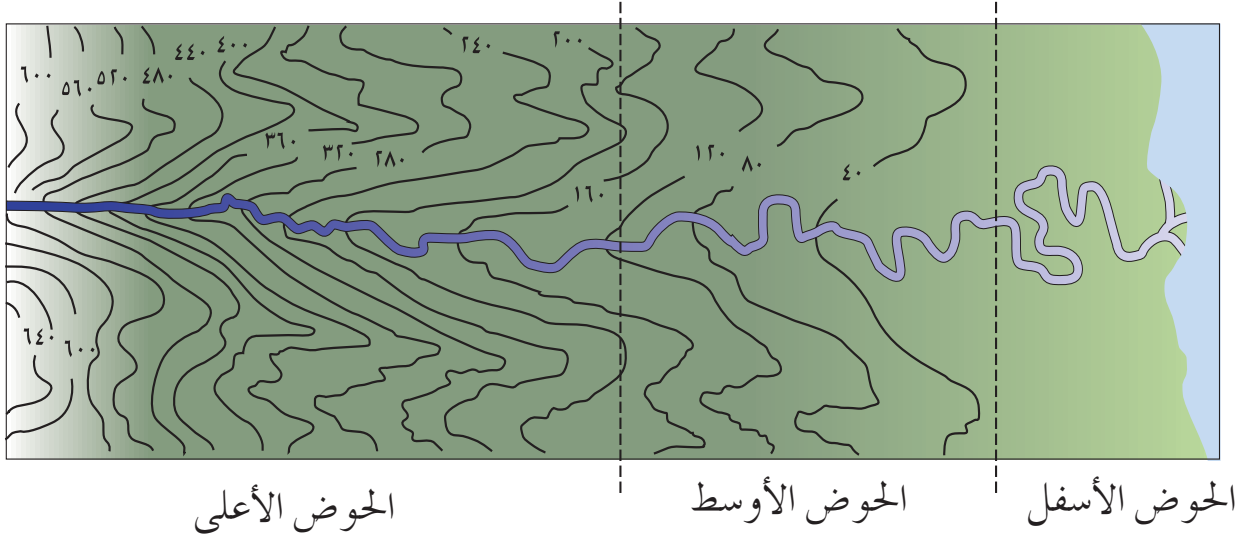 ٤٤٠ ٤٠٠ ٢٤٠ ٢٠٠
٦٠٠ ٥٦٠ ٥٢٠ ٤٨٠
٣٦٠ ٣٢٠ ٢٨٠ ١٢٠ ٨٠ ٤٠
١٦٠
٦٤٠ ٦٠٠
الحوض الأسفل
الحوض الأوسط
الحوض الأعلى